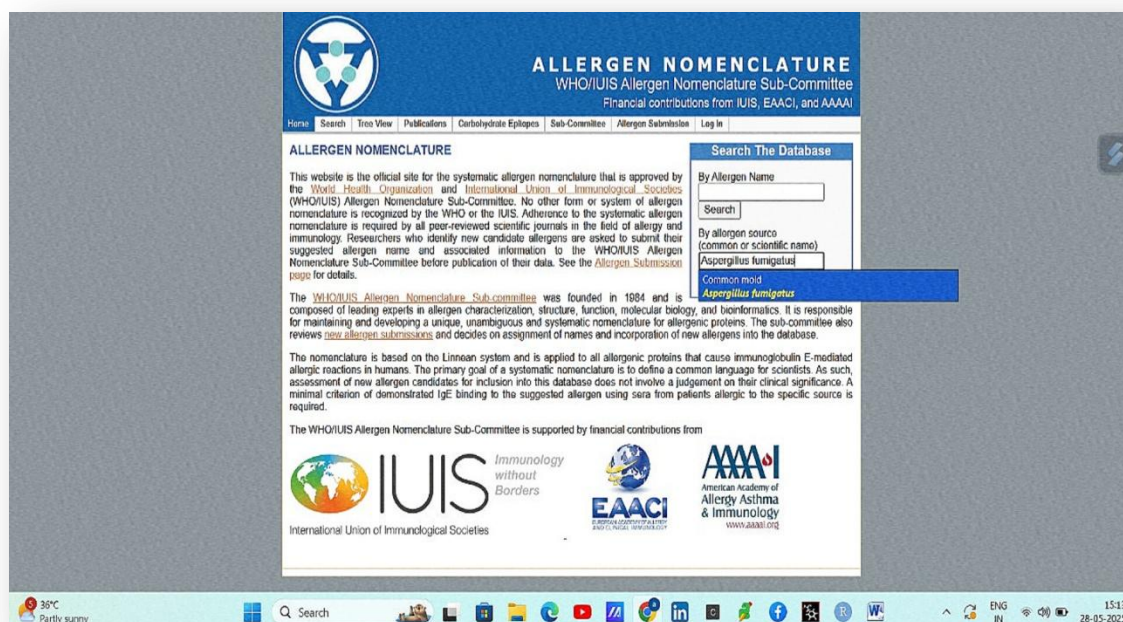 ALLERGEN NOMENCLATURE
WHO/IUIS Allergen Nomenclature Sub-Committee
Financial contributions from IUIS, EAACI, and AAAAI
Home Search Tree View Publications Carbohydrate Epitopes Sub-Committee Allergen Submission Log In
ALLERGEN NOMENCLATURE
This website is the official site for the systematic allergen nomenclature that is approved by
the World Health Organization and International Union of Immunological Societies
(WHO/IUIS) Allergen Nomenclature Sub-Committee. No other form or system of allergen
nomenclature is recognized by the WHO or the IUIS. Adherence to the systematic allergen
nomenclature is required by all peer-reviewed scientific journals in the field of allergy and
immunology. Researchers who identify new candidate allergens are asked to submit their
suggested allergen name and associated information to the WHO/IUIS Allergen
Nomenclature Sub-Committee before publication of their data. See the Allergen Submission
page for details.
Search The Database
By Allergen Name
Search
By allergen source
(common or scientific name)
Aspergillus fumigatus
Common mold
Aspergillus fumigatus
The WHO/IUIS Allergen Nomenclature Sub-committee was founded in 1984 and is
composed of leading experts in allergen characterization, structure, function, molecular biology, and bioinformatics. It is responsible
for maintaining and developing a unique, unambiguous and systematic nomenclature for allergenic proteins. The sub-committee also
reviews new allergen submissions and decides on assignment of names and incorporation of new allergens into the database.
The nomenclature is based on the Linnean system and is applied to all allergenic proteins that cause immunoglobulin E-mediated
allergic reactions in humans. The primary goal of a systematic nomenclature is to define a common language for scientists. As such,
assessment of new allergen candidates for inclusion into this database does not involve a judgement on their clinical significance. A
minimal criterion of demonstrated IgE binding to the suggested allergen using sera from patients allergic to the specific source is
required.
The WHO/IUIS Allergen Nomenclature Sub-Committee is supported by financial contributions from
IUIS
Immunology
without
Borders
International Union of Immunological Societies
EAACI
EUROPEAN ACADEMY OF ALLERGY
AND CLINICAL IMMUNOLOGY
AAAAI
American Academy of
Allergy Asthma
& Immunology
www.aaaai.org
5
36°C
Partly sunny
Search
ENG
IN
15:13
28-05-2025